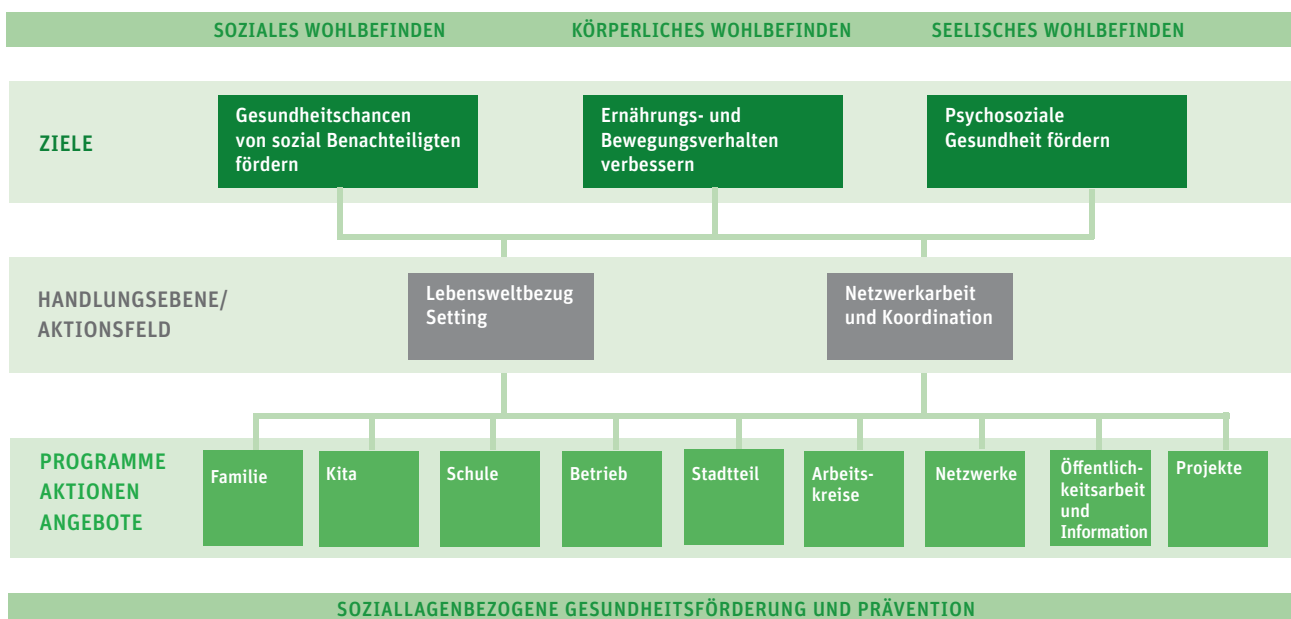 SOZIALES WOHLBEFINDEN
KÖRPERLICHES WOHLBEFINDEN
SEELISCHES WOHLBEFINDEN
ZIELE
Gesundheitschancen
von sozial Benachteiligten
fördern
Ernährungs- und
Bewegungsverhalten
verbessern
Psychosoziale
Gesundheit fördern
HANDLUNGSEBENE/
AKTIONSFELD
Lebensweltbezug
Setting
Netzwerkarbeit
und Koordination
PROGRAMME
AKTIONEN
ANGEBOTE
Familie
Kita
Schule
Betrieb
Stadtteil
Arbeits-
kreise
Netzwerke
Öffentlich-
keitsarbeit
und
Information
Projekte
SOZIALLAGENBEZOGENE GESUNDHEITSFÖRDERUNG UND PRÄVENTION